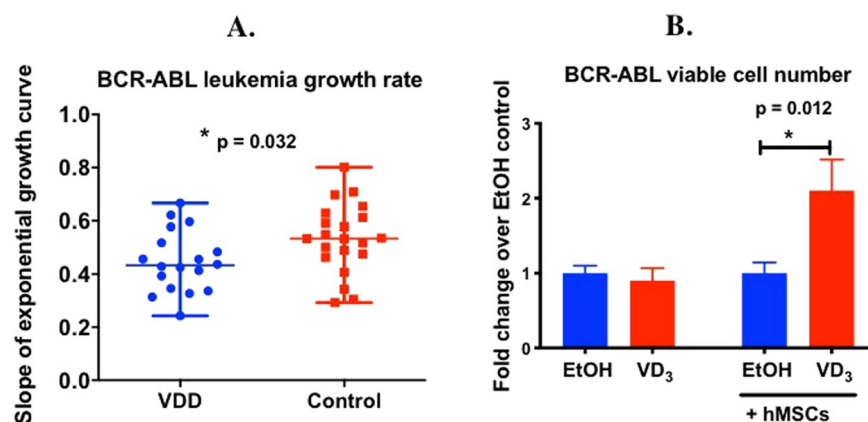 A.
BCR-ABL leukemia growth rate
Slope of exponential growth curve
1.0
0.8
0.6
0.4
0.2
0.0
* p = 0.032
VDD
Control
B.
BCR-ABL viable cell number
Fold change over EtOH control
3
2
1
0
p = 0.012
*
EtOH
VD₃
EtOH
VD₃
+ hMSCs